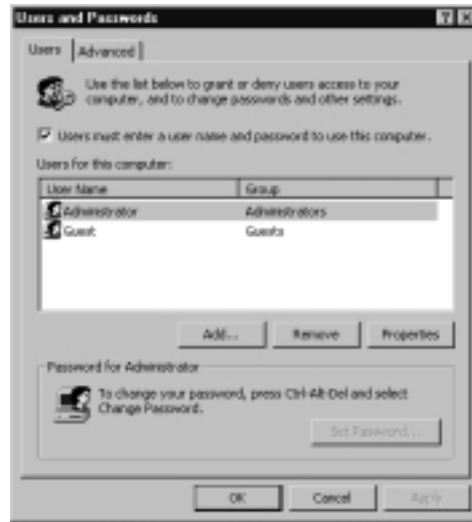 Users and Passwords
Users Advanced
Use the list below to grant or deny users access to your
computer, and to change passwords and other settings.
Users must enter a user name and password to use this computer.
Users for this computer:
User Name Group
Administrator Administrators
Guest Guests
Add... Remove Properties
Password for Administrator
To change your password, press Ctrl-Alt-Del and select
Change Password.
Set Password...
OK Cancel Apply